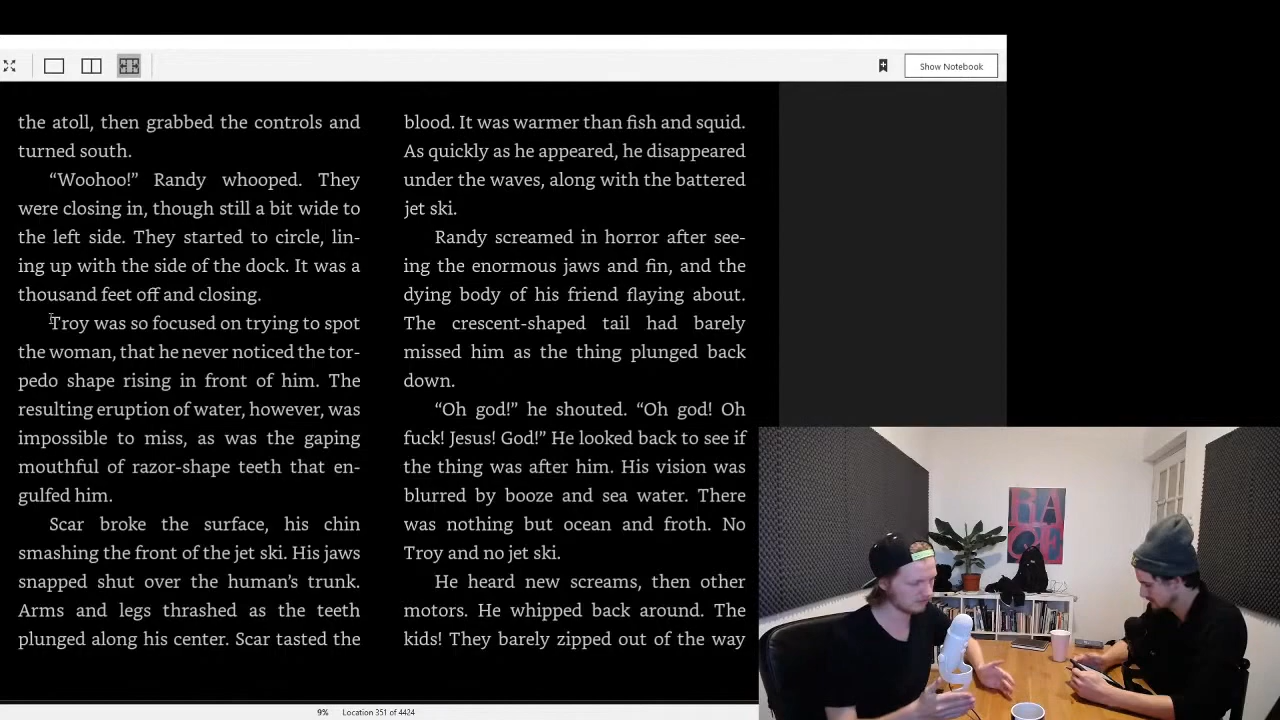 Show Notebook
the atoll, then grabbed the controls and
turned south.
“Woohoo!” Randy whooped. They
were closing in, though still a bit wide to
the left side. They started to circle, lin-
ing up with the side of the dock. It was a
thousand feet off and closing.
Troy was so focused on trying to spot
the woman, that he never noticed the tor-
pedo shape rising in front of him. The
resulting eruption of water, however, was
impossible to miss, as was the gaping
mouthful of razor-shape teeth that en-
gulfed him.
Scar broke the surface, his chin
smashing the front of the jet ski. His jaws
snapped shut over the human’s trunk.
Arms and legs thrashed as the teeth
plunged along his center. Scar tasted the
blood. It was warmer than fish and squid.
As quickly as he appeared, he disappeared
under the waves, along with the battered
jet ski.
Randy screamed in horror after see-
ing the enormous jaws and fin, and the
dying body of his friend flaying about.
The crescent-shaped tail had barely
missed him as the thing plunged back
down.
“Oh god!” he shouted. “Oh god! Oh
fuck! Jesus! God!” He looked back to see if
the thing was after him. His vision was
blurred by booze and sea water. There
was nothing but ocean and froth. No
Troy and no jet ski.
He heard new screams, then other
motors. He whipped back around. The
kids! They barely zipped out of the way
9% Location 351 of 4424
RA
GE